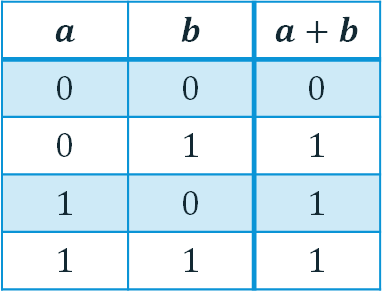 a b a + b
0 0 0
0 1 1
1 0 1
1 1 1